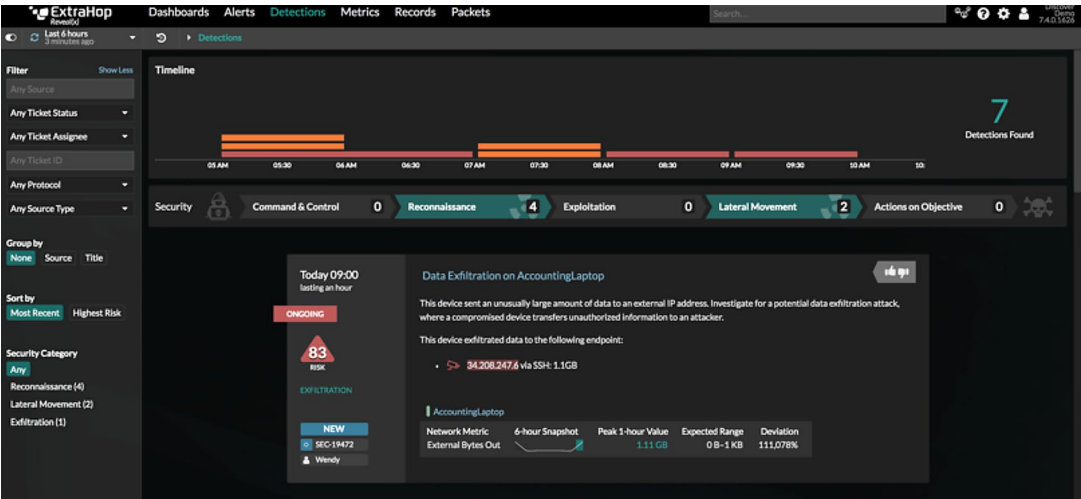 ExtraHop
Reveal(x)
Dashboards Alerts Detections Metrics Records Packets
Search...
Discover
Demo
7.4.0.1626
Last 6 hours
3 minutes ago
Detections
Filter
Show Less
Any Source
Any Ticket Status
Any Ticket Assignee
Any Ticket ID
Any Protocol
Any Source Type
Group by
None Source Title
Sort by
Most Recent Highest Risk
Security Category
Any
Reconnaissance (4)
Lateral Movement (2)
Exfiltration (1)
Timeline
7
Detections Found
05 AM 05:30 06 AM 06:30 07 AM 07:30 08 AM 08:30 09 AM 09:30 10 AM 10:
Security Command & Control 0 Reconnaissance 4 Exploitation 0 Lateral Movement 2 Actions on Objective 0
Today 09:00
lasting an hour
ONGOING
83
RISK
EXFILTRATION
NEW
SEC-19472
Wendy
Data Exfiltration on AccountingLaptop
This device sent an unusually large amount of data to an external IP address. Investigate for a potential data exfiltration attack,
where a compromised device transfers unauthorized information to an attacker.
This device exfiltrated data to the following endpoint:
• 34.208.247.6 via SSH: 1.1GB
AccountingLaptop
Network Metric 6-hour Snapshot Peak 1-hour Value Expected Range Deviation
External Bytes Out 1.11 GB 0 B-1 KB 111,078%